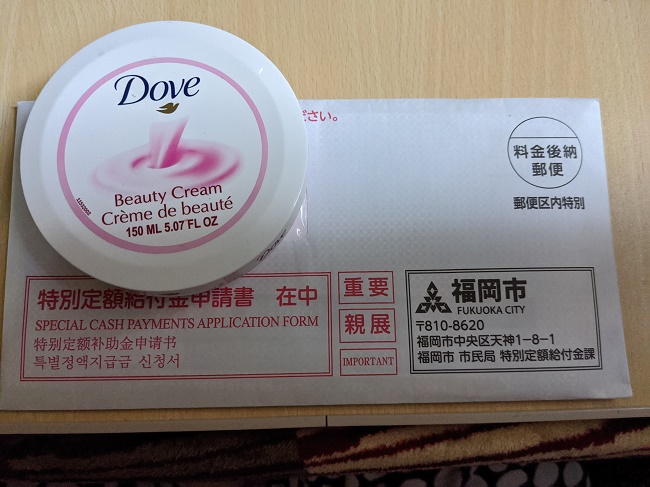 Dove
Beauty Cream
Crème de beauté
150 ML 5.07 FL OZ
ださい。
料金後納
郵便
郵便区内特別
Dove
特別定額給付金申請書 在中
SPECIAL CASH PAYMENTS APPLICATION FORM
特别定额补助金申请书
특별정액지급금 신청서
重要
親展
IMPORTANT
福岡市
FUKUOKA CITY
〒810-8620
福岡市中央区天神1-8-1
福岡市 市民局 特別定額給付金課